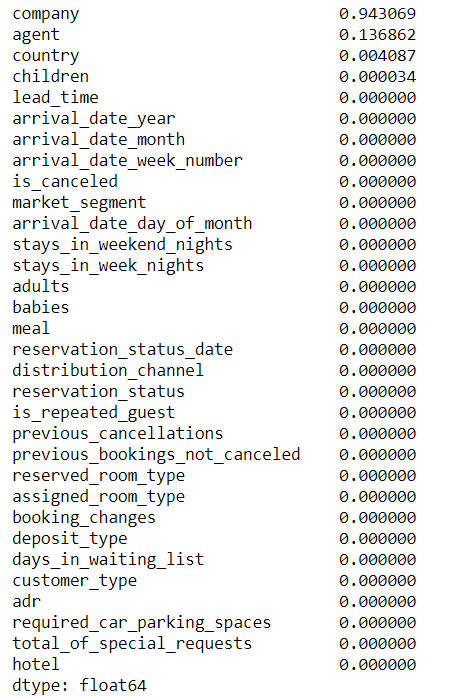 company 0.943069
agent 0.136862
country 0.004087
children 0.000034
lead_time 0.000000
arrival_date_year 0.000000
arrival_date_month 0.000000
arrival_date_week_number 0.000000
is_canceled 0.000000
market_segment 0.000000
arrival_date_day_of_month 0.000000
stays_in_weekend_nights 0.000000
stays_in_week_nights 0.000000
adults 0.000000
babies 0.000000
meal 0.000000
reservation_status_date 0.000000
distribution_channel 0.000000
reservation_status 0.000000
is_repeated_guest 0.000000
previous_cancellations 0.000000
previous_bookings_not_canceled 0.000000
reserved_room_type 0.000000
assigned_room_type 0.000000
booking_changes 0.000000
deposit_type 0.000000
days_in_waiting_list 0.000000
customer_type 0.000000
adr 0.000000
required_car_parking_spaces 0.000000
total_of_special_requests 0.000000
hotel 0.000000
dtype: float64